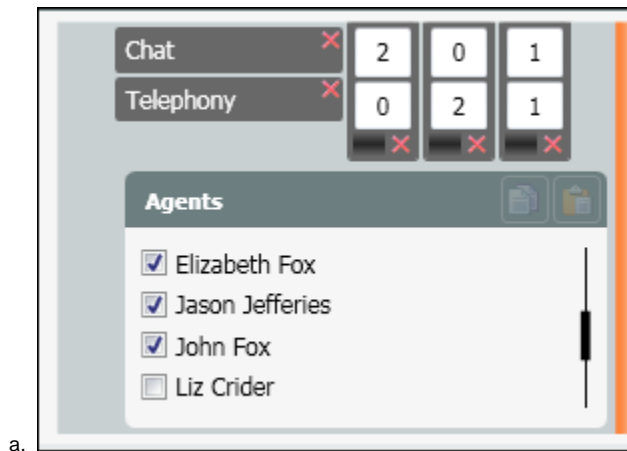 Chat 2 0 1
Telephony 0 2 1
Agents
Elizabeth Fox
Jason Jefferies
John Fox
Liz Crider
a.